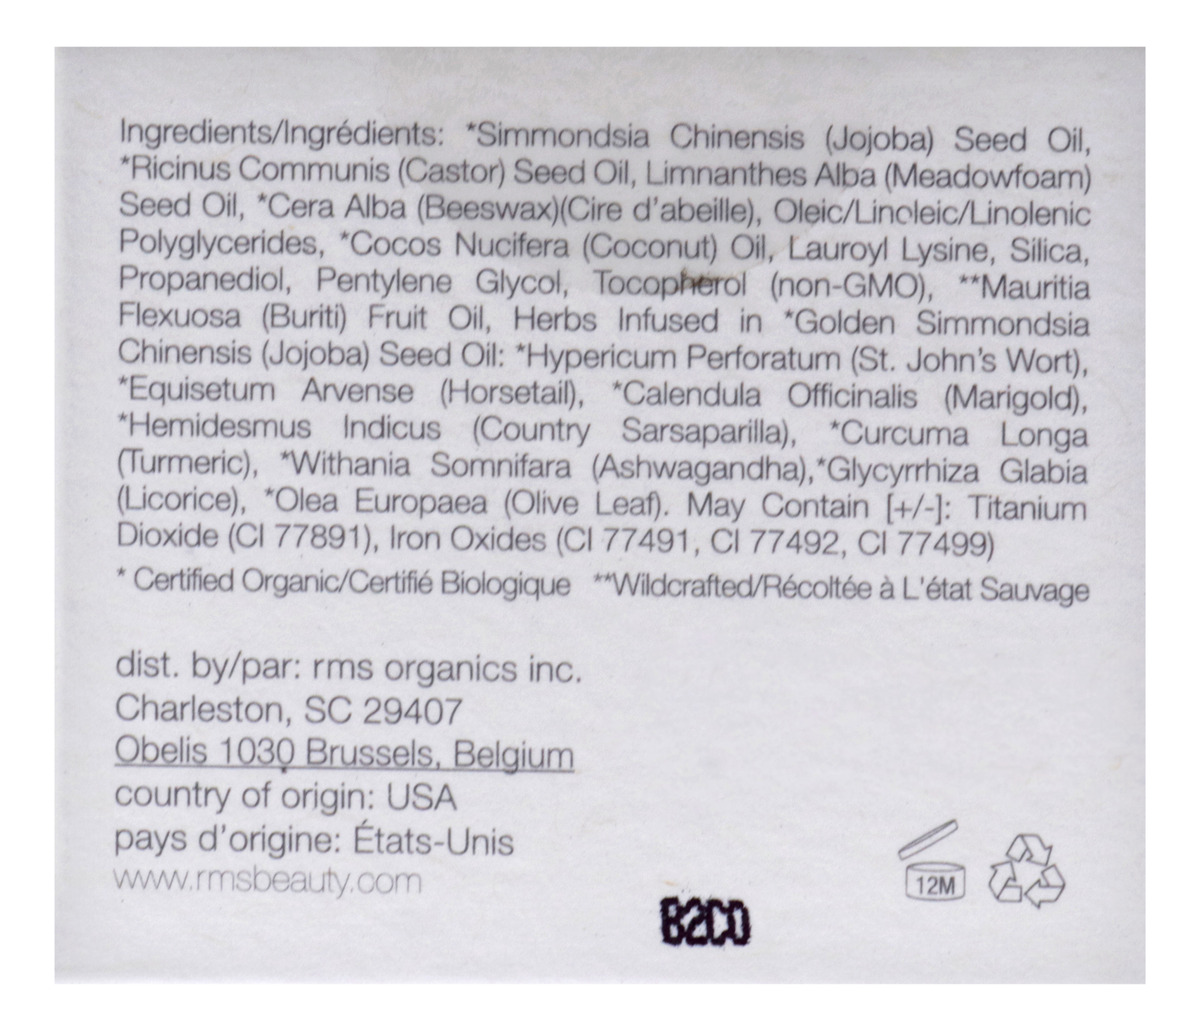 Ingredients/Ingrédients: *Simmondsia Chinensis (Jojoba) Seed Oil,
*Ricinus Communis (Castor) Seed Oil, Limnanthes Alba (Meadowfoam)
Seed Oil, *Cera Alba (Beeswax)(Cire d'abeille), Oleic/Linoleic/Linolenic
Polyglycerides, *Cocos Nucifera (Coconut) Oil, Lauroyl Lysine, Silica,
Propanediol, Pentylene Glycol, Tocopherol (non-GMO), **Mauritia
Flexuosa (Buriti) Fruit Oil, Herbs Infused in *Golden Simmondsia
Chinensis (Jojoba) Seed Oil: *Hypericum Perforatum (St. John's Wort),
*Equisetum Arvense (Horsetail), *Calendula Officinalis (Marigold),
*Hemidesmus Indicus (Country Sarsaparilla), *Curcuma Longa
(Turmeric), *Withania Somnifara (Ashwagandha),*Glycyrrhiza Glabia
(Licorice), *Olea Europaea (Olive Leaf). May Contain [+/-]: Titanium
Dioxide (CI 77891), Iron Oxides (CI 77491, CI 77492, CI 77499)
* Certified Organic/Certifié Biologique **Wildcrafted/Récoltée à L'état Sauvage
dist. by/par: rms organics inc.
Charleston, SC 29407
Obelis 1030 Brussels, Belgium
country of origin: USA
pays d'origine: États-Unis
www.rmsbeauty.com
12M
B2C0